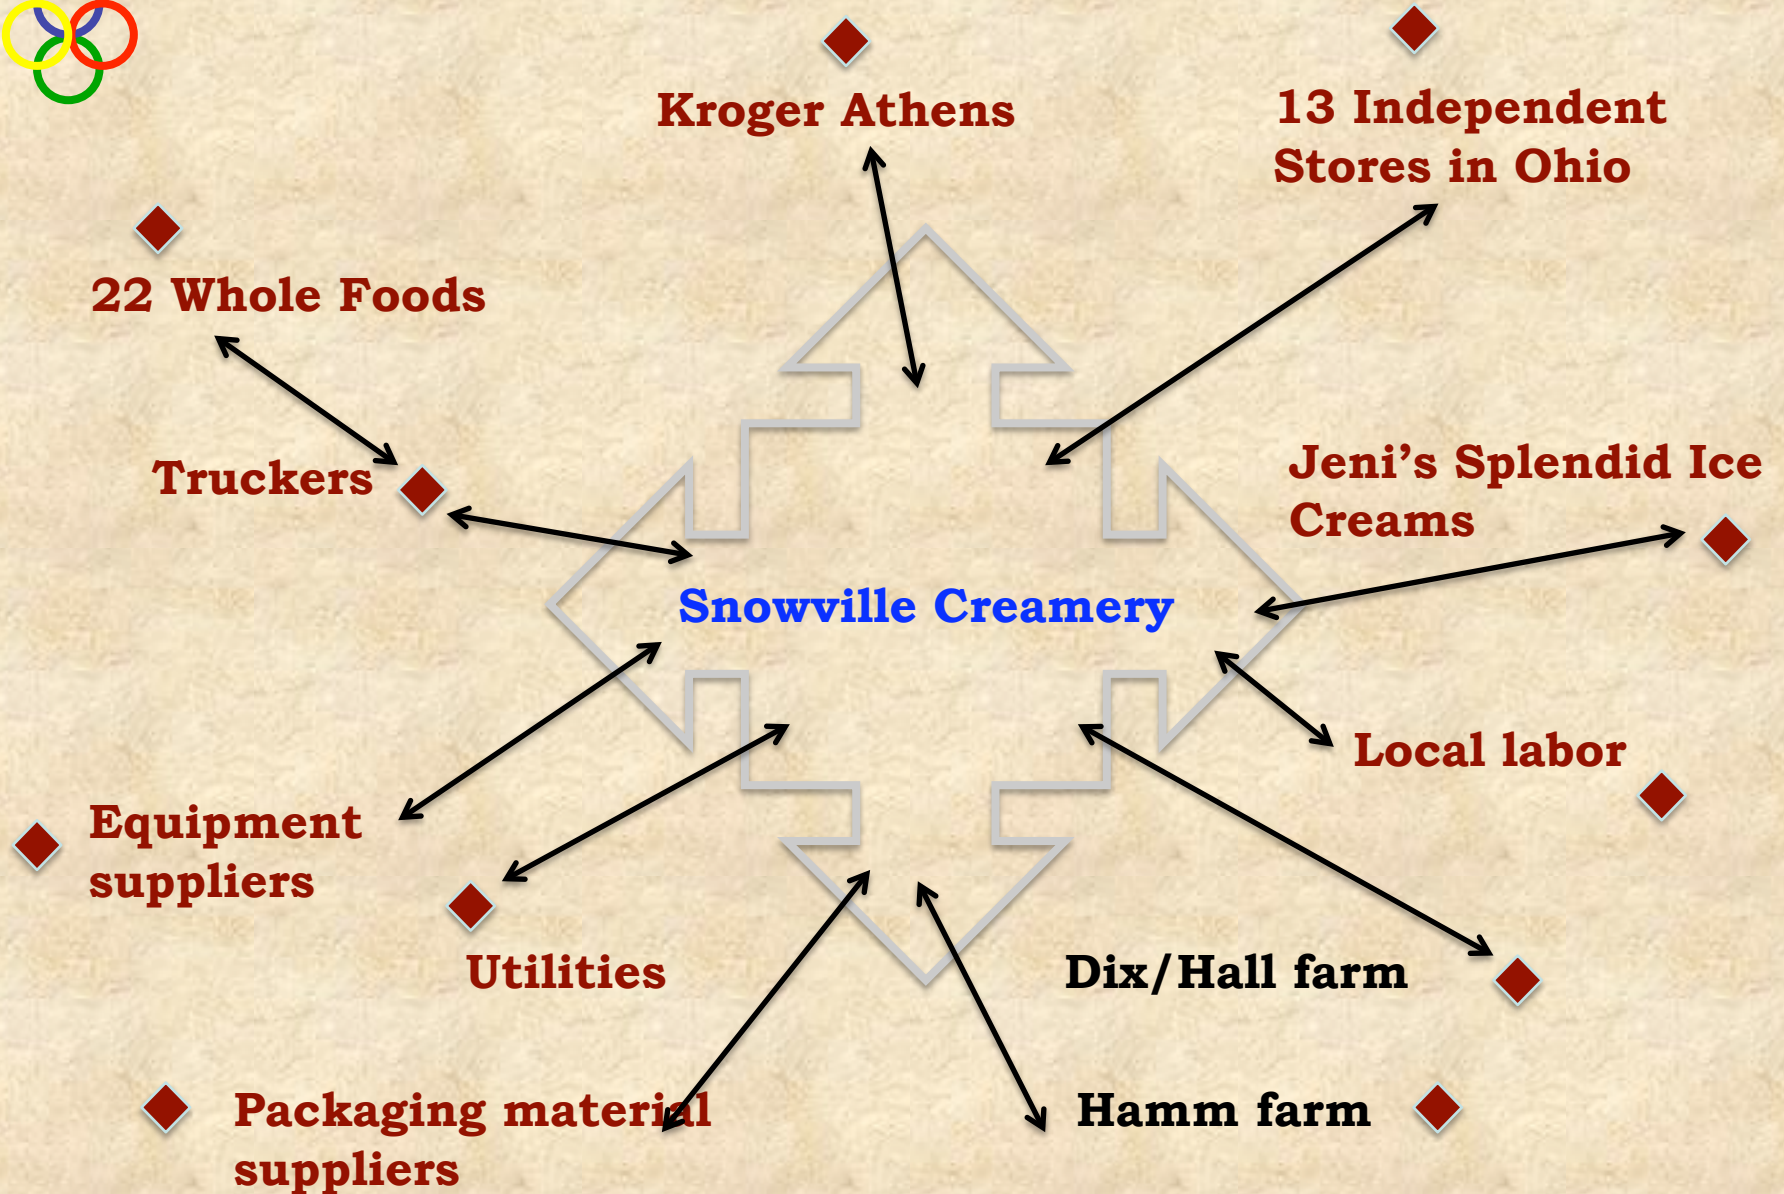 Kroger Athens
13 Independent
Stores in Ohio
22 Whole Foods
Truckers
Jeni’s Splendid Ice
Creams
Snowville Creamery
Local labor
Equipment
suppliers
Utilities
Dix/Hall farm
Packaging material
suppliers
Hamm farm